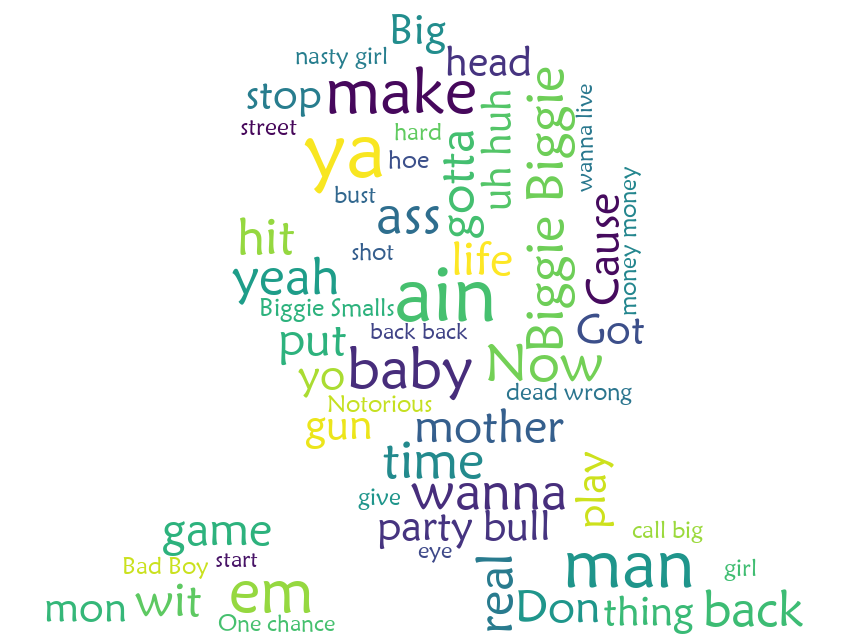 Big
nasty girl
head
stop
make
street
ya
hard
hoe
gotta
uh huh
Biggie Biggie
wanna live
bust
ass
shot
hit
life
Cause
money money
yeah
Biggie Smalls
ain
put
back back
Got
yo
baby
Now
dead wrong
Notorious
gun
mother
time
give
wanna
play
game
party bull
eye
call big
Bad Boy
start
real
man
girl
mon
wit
em
One chance
Don
thing
back